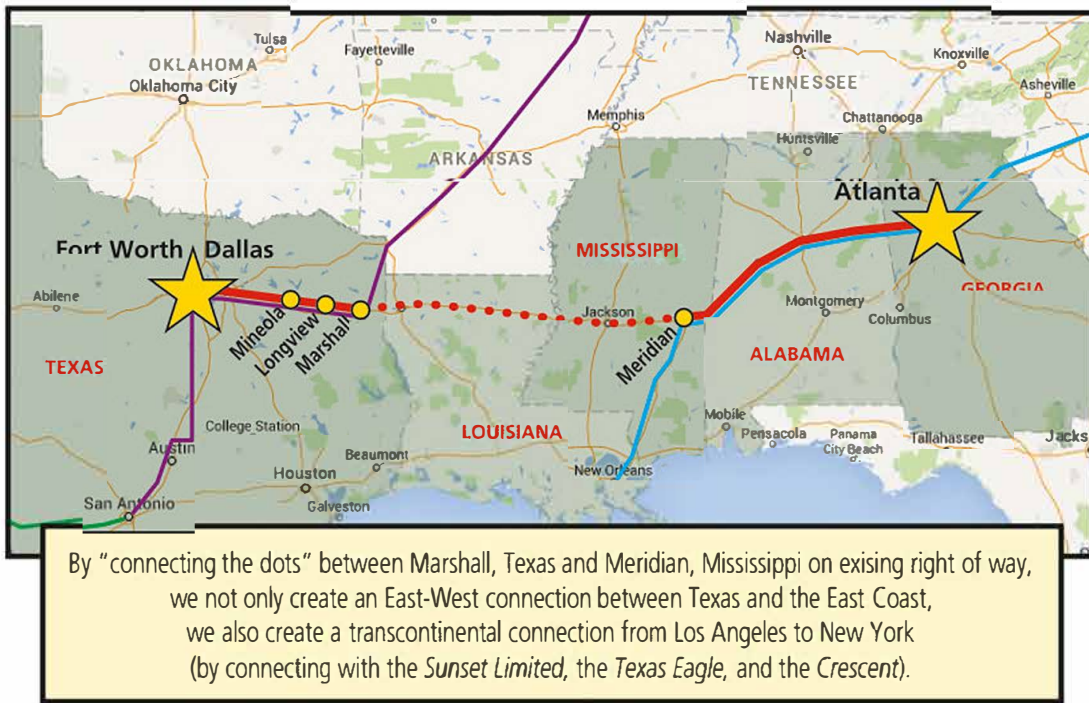 Tulsa
Fayetteville
Nashville
Knoxville
OKLAHOMA
Oklahoma City
TENNESSEE
Asheville
Memphis
Chattanooga
Huntsville
ARKANSAS
Atlanta
Fort Worth Dallas
MISSISSIPPI
GEORGIA
Abilene
Mineola
Longview
Marshall
Jackson
Meridian
Montgomery
Columbus
TEXAS
ALABAMA
College Station
LOUISIANA
Austin
Beaumont
Mobile
Pensacola
Panama
City Beach
Tallahassee
Jacks
Houston
New Orleans
San Antonio
Galveston
By “connecting the dots” between Marshall, Texas and Meridian, Mississippi on exising right of way,
we not only create an East-West connection between Texas and the East Coast,
we also create a transcontinental connection from Los Angeles to New York
(by connecting with the Sunset Limited, the Texas Eagle, and the Crescent).